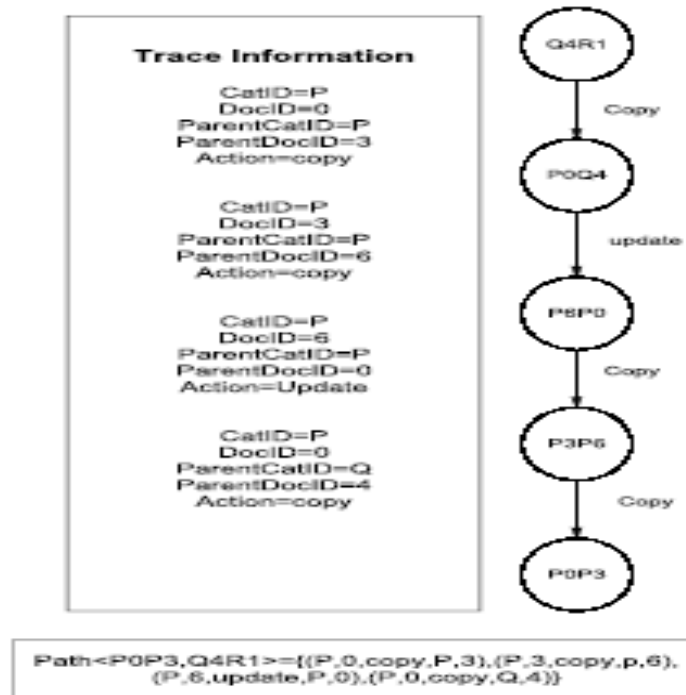 Trace Information
CatID=P
DocID=0
ParentCatID=P
ParentDocID=3
Action=copy
CatID=P
DocID=3
ParentCatID=P
ParentDocID=6
Action=copy
CatID=P
DocID=6
ParentCatID=P
ParentDocID=0
Action=Update
CatID=P
DocID=0
ParentCatID=Q
ParentDocID=4
Action=copy
Q4R1
Copy
P0Q4
update
P6P0
Copy
P3P6
Copy
P0P3
Path<P0P3,Q4R1>={(P,0,copy,P,3),(P,3,copy,p,6),
(P,6,update,P,0),(P,0,copy,Q,4)}